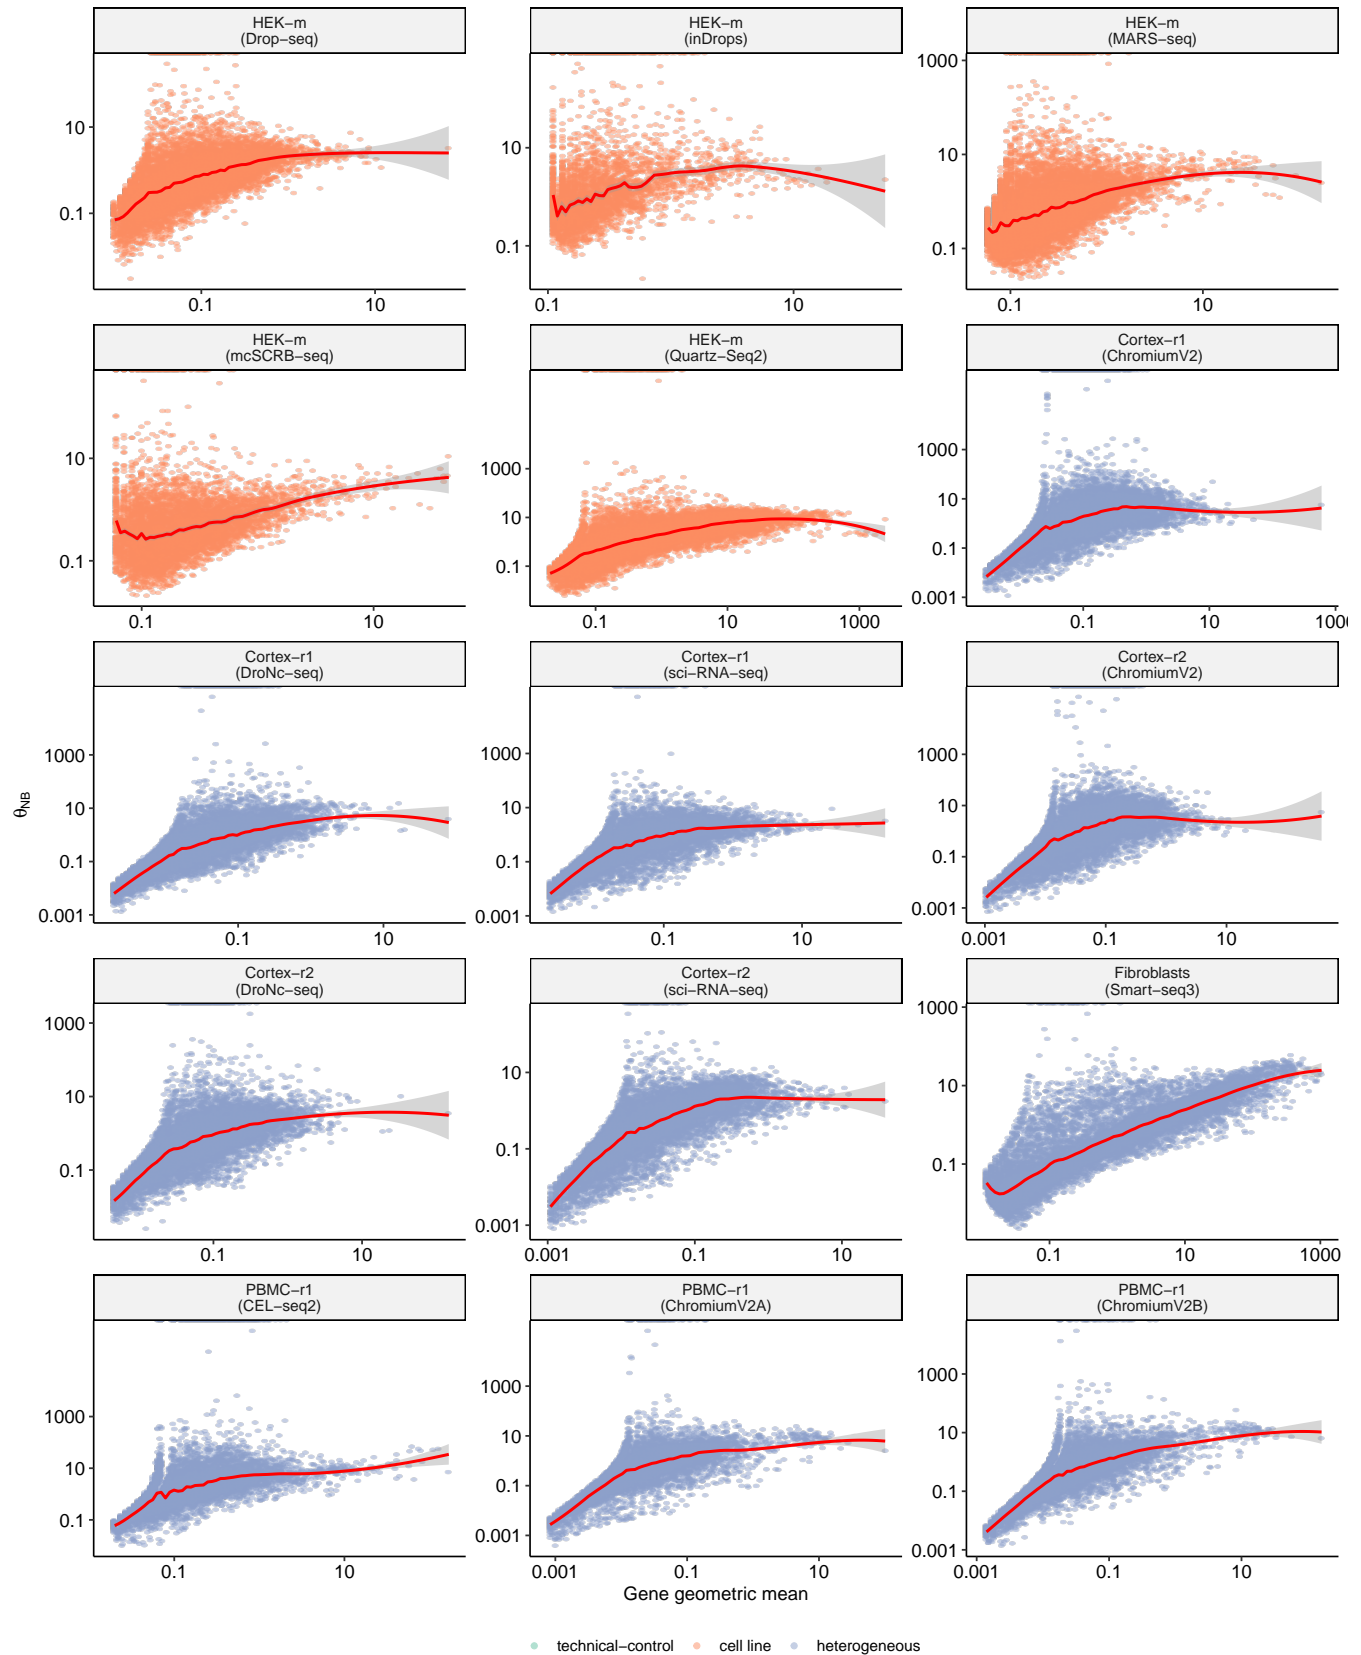 HEK−m
(Drop−seq)
HEK−m
(inDrops)
HEK−m
(MARS−seq)
10
0.1
0.1
10
10
0.1
0.1
10
1000
10
0.1
0.1
10
HEK−m
(mcSCRB−seq)
HEK−m
(Quartz−Seq2)
Cortex−r1
(ChromiumV2)
10
0.1
0.1
10
1000
10
0.1
0.1
10
1000
1000
10
0.1
0.001
0.1
10
1000
Cortex−r1
(DroNc−seq)
Cortex−r1
(sci−RNA−seq)
Cortex−r2
(ChromiumV2)
1000
10
0.1
0.001
0.1
10
1000
10
0.1
0.001
0.1
10
1000
10
0.1
0.001
0.001
0.1
10
θNB
Cortex−r2
(DroNc−seq)
Cortex−r2
(sci−RNA−seq)
Fibroblasts
(Smart−seq3)
1000
10
0.1
0.1
10
10
0.1
0.001
0.001
0.1
10
1000
10
0.1
0.1
10
1000
PBMC−r1
(CEL−seq2)
PBMC−r1
(ChromiumV2A)
PBMC−r1
(ChromiumV2B)
1000
10
0.1
0.1
10
1000
10
0.1
0.001
0.001
0.1
10
1000
10
0.1
0.001
0.001
0.1
10
Gene geometric mean
technical−control
cell line
heterogeneous